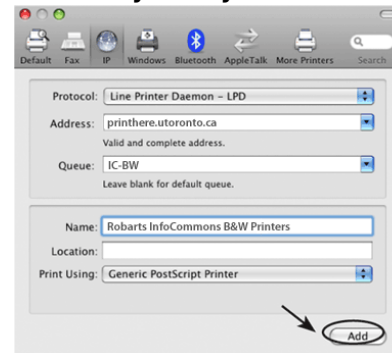 Default Fax IP Windows Bluetooth AppleTalk More Printers Search
Protocol: Line Printer Daemon – LPD
Address: printhere.utoronto.ca
Valid and complete address.
Queue: IC-BW
Leave blank for default queue.
Name: Robarts InfoCommons B&W Printers
Location:
Print Using: Generic PostScript Printer
Add